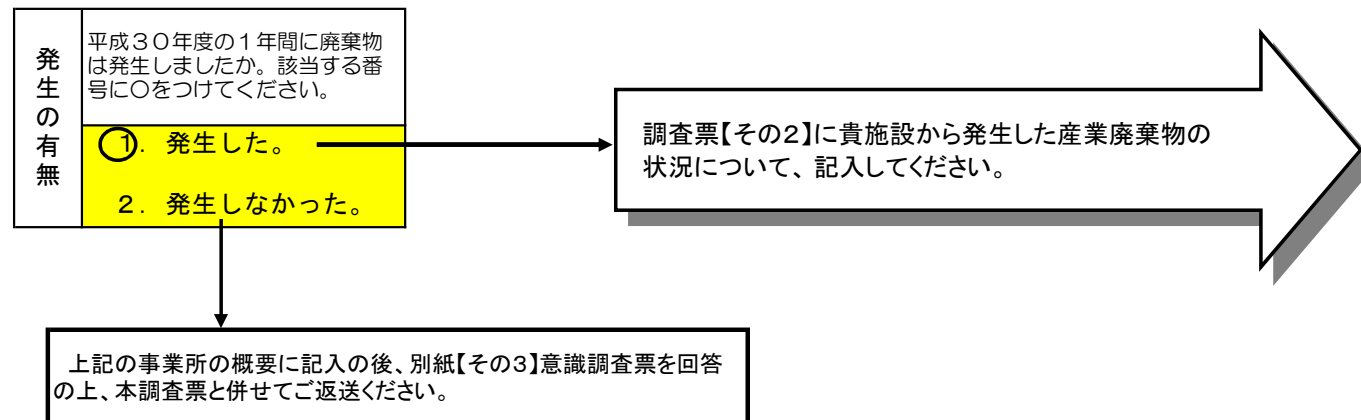 発生の有無
平成３０年度の１年間に廃棄物
は発生しましたか。該当する番
号に○をつけてください。
１．発生した。
２．発生しなかった。
調査票【その２】に貴施設から発生した産業廃棄物の
状況について、記入してください。
上記の事業所の概要に記入の後、別紙【その３】意識調査票を回答
の上、本調査票と併せてご返送ください。